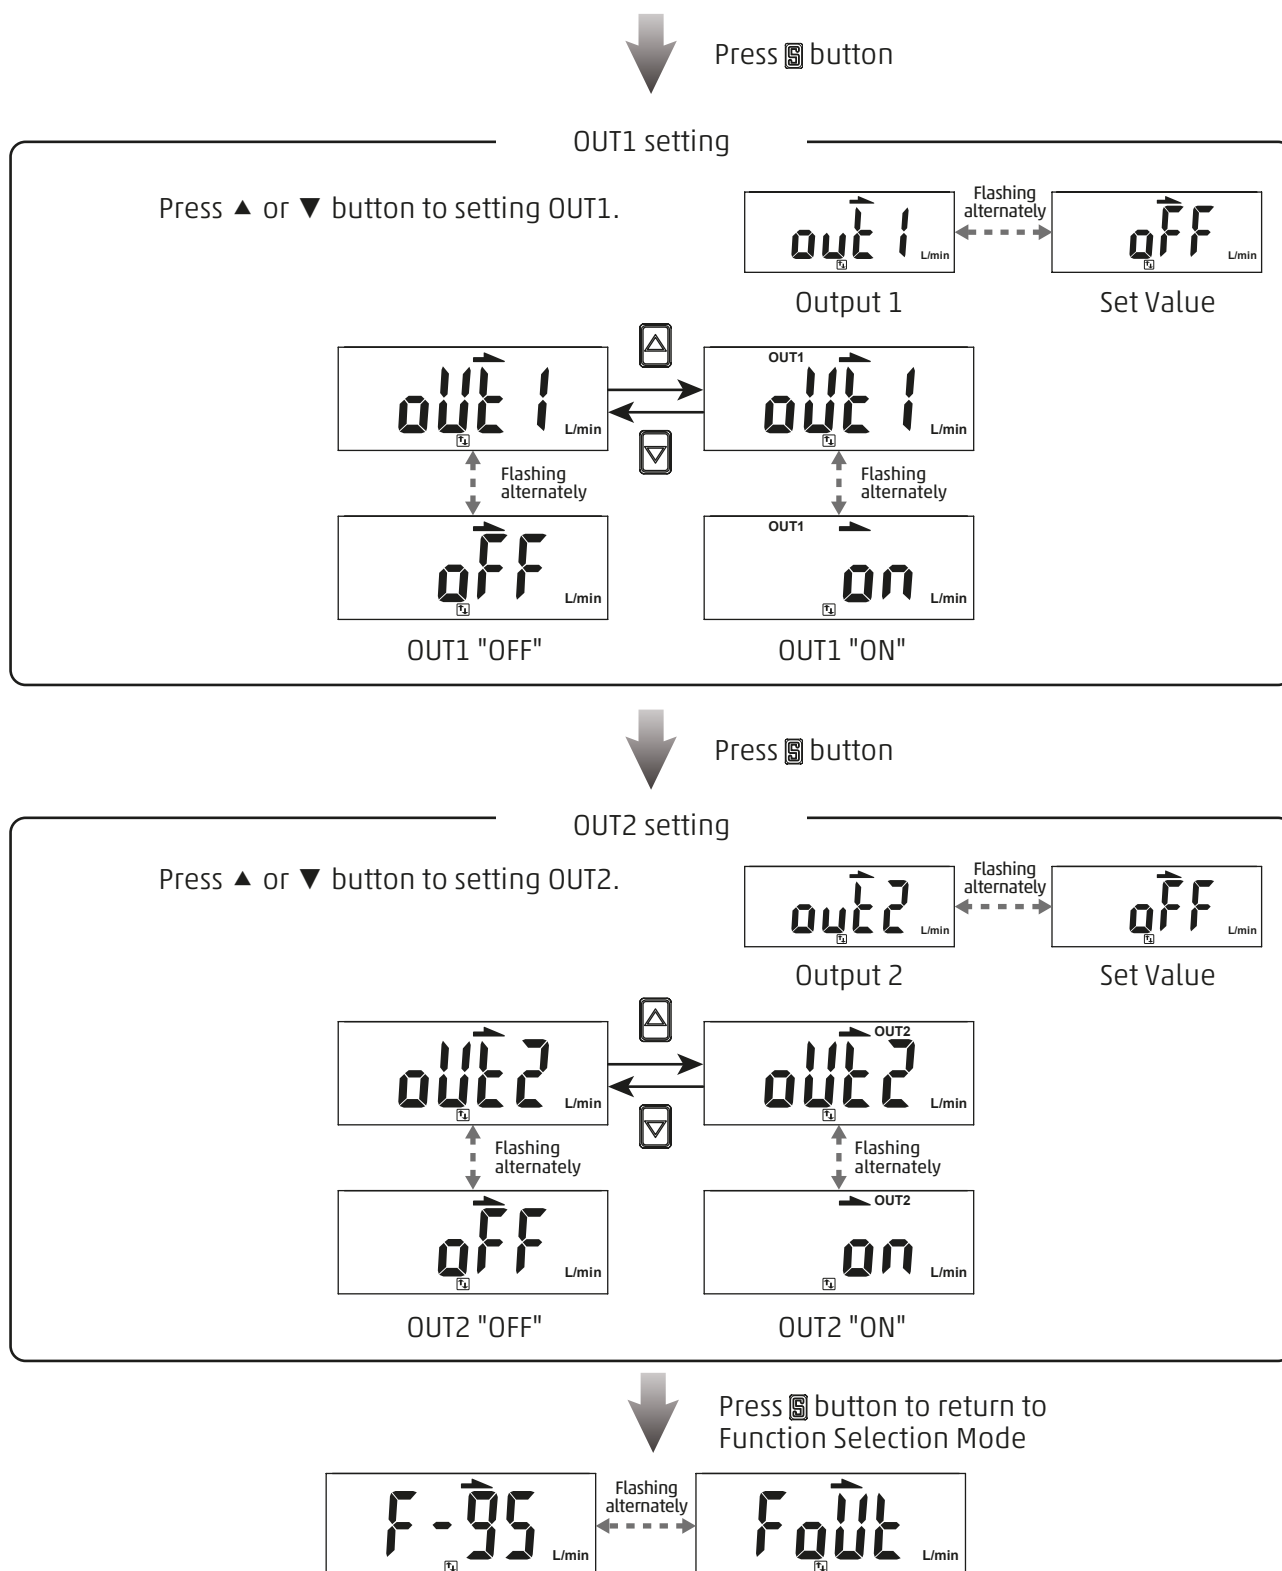 Press S button
OUT1 setting
Press ▲ or ▼ button to setting OUT1.
out1 L/min
Flashing
alternately
oFF L/min
Output 1
Set Value
oUt1 L/min
OUT1
oUt1 L/min
Flashing
alternately
Flashing
alternately
oFF L/min
OUT1
on L/min
OUT1 "OFF"
OUT1 "ON"
Press S button
OUT2 setting
Press ▲ or ▼ button to setting OUT2.
out2 L/min
Flashing
alternately
oFF L/min
Output 2
Set Value
oUt2 L/min
OUT2
oUt2 L/min
Flashing
alternately
Flashing
alternately
oFF L/min
OUT2
on L/min
OUT2 "OFF"
OUT2 "ON"
Press S button to return to
Function Selection Mode
F-95 L/min
Flashing
alternately
FoUt L/min